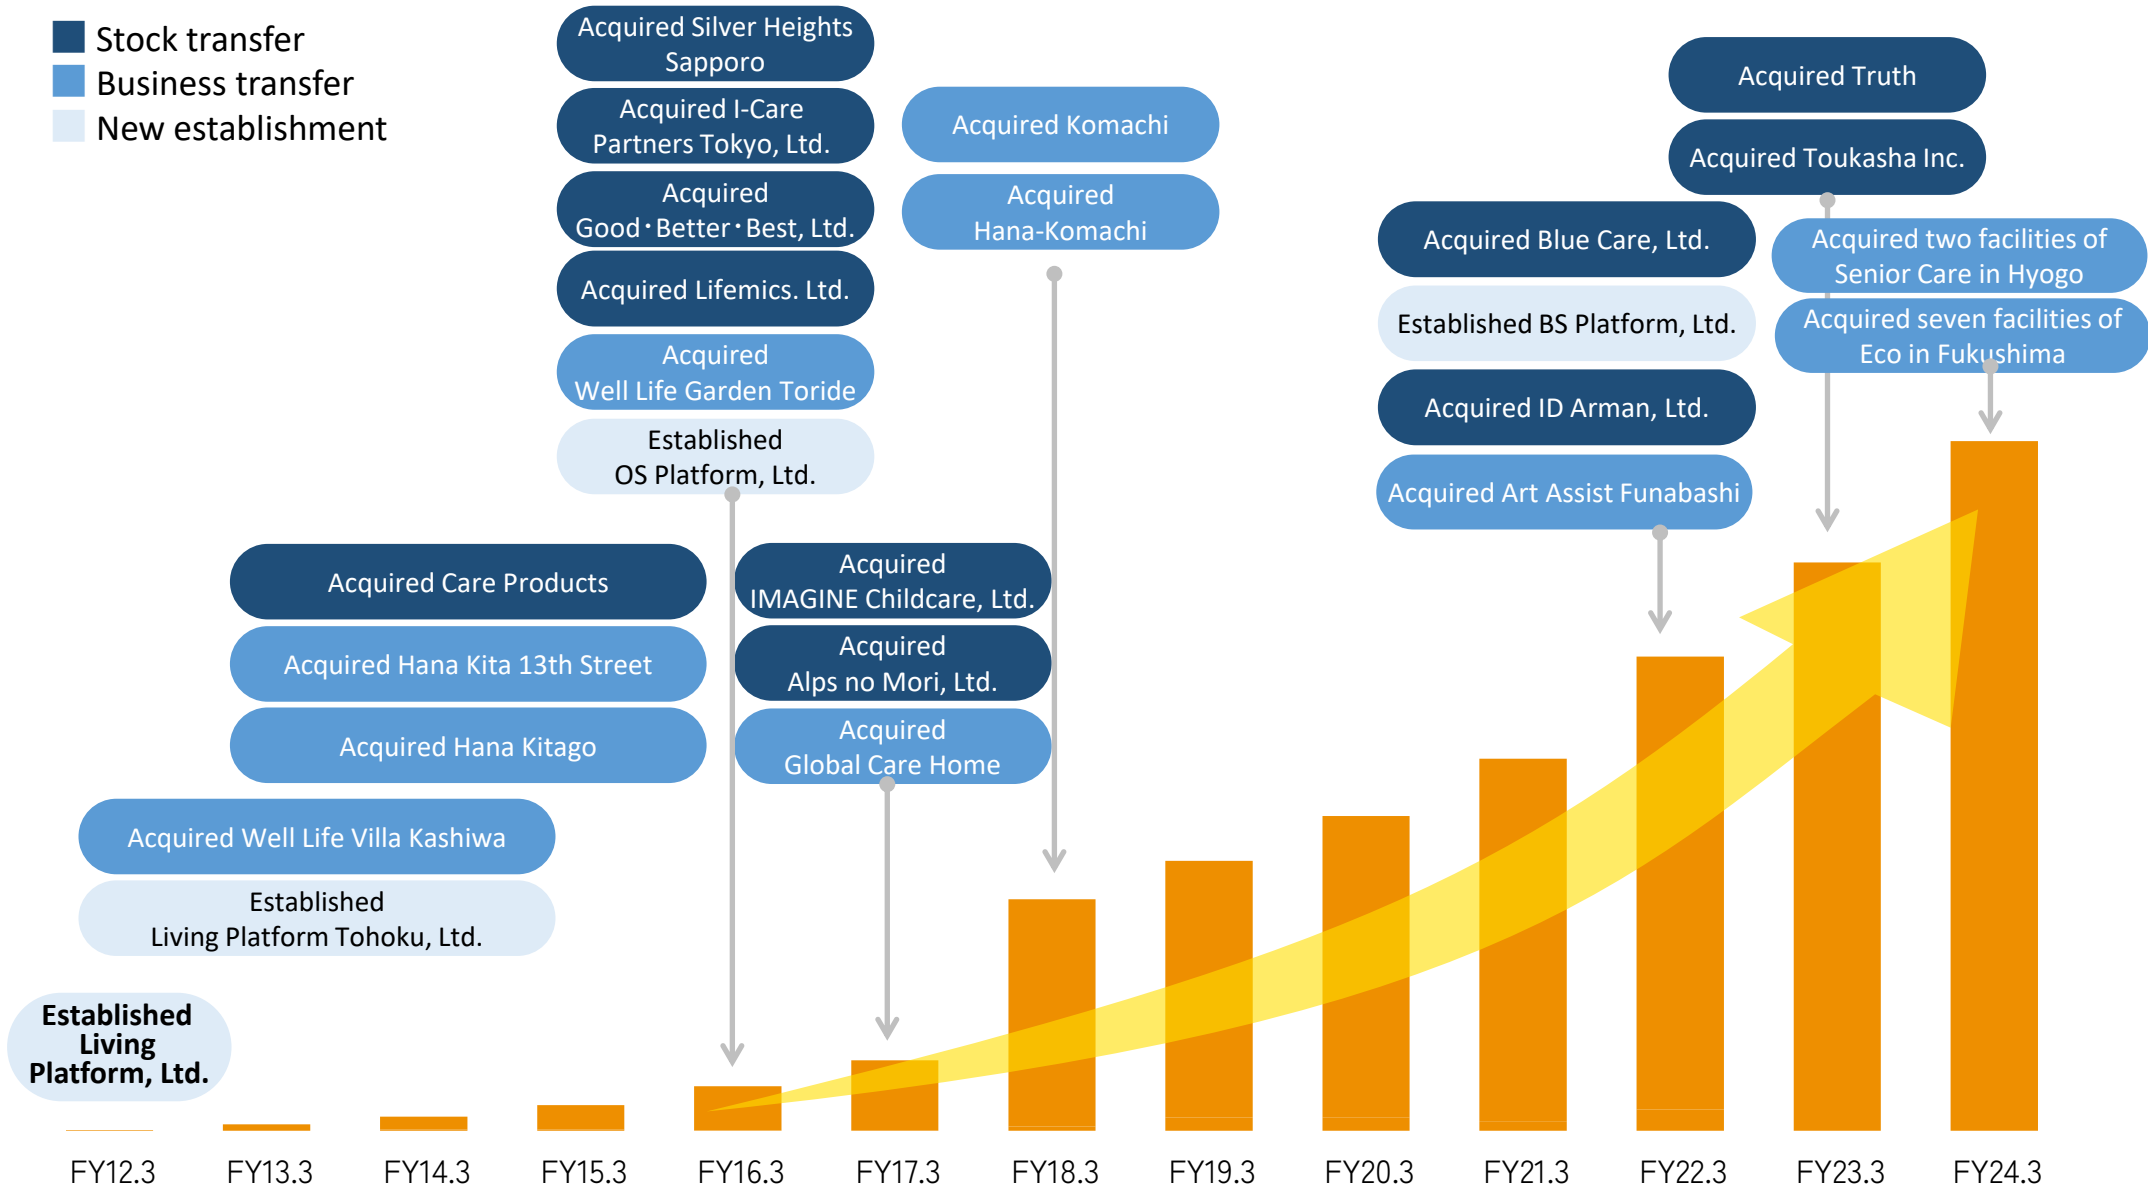 Stock transfer
Business transfer
New establishment
Acquired Silver Heights
Sapporo
Acquired I-Care
Partners Tokyo, Ltd.
Acquired
Good・Better・Best, Ltd.
Acquired Lifemics. Ltd.
Acquired
Well Life Garden Toride
Established
OS Platform, Ltd.
Acquired Komachi
Acquired
Hana-Komachi
Acquired Truth
Acquired Toukasha Inc.
Acquired Blue Care, Ltd.
Established BS Platform, Ltd.
Acquired ID Arman, Ltd.
Acquired Art Assist Funabashi
Acquired two facilities of
Senior Care in Hyogo
Acquired seven facilities of
Eco in Fukushima
Acquired Care Products
Acquired Hana Kita 13th Street
Acquired Hana Kitago
Acquired
IMAGINE Childcare, Ltd.
Acquired
Alps no Mori, Ltd.
Acquired
Global Care Home
Acquired Well Life Villa Kashiwa
Established
Living Platform Tohoku, Ltd.
Established
Living
Platform, Ltd.
FY12.3 FY13.3 FY14.3 FY15.3 FY16.3 FY17.3 FY18.3 FY19.3 FY20.3 FY21.3 FY22.3 FY23.3 FY24.3